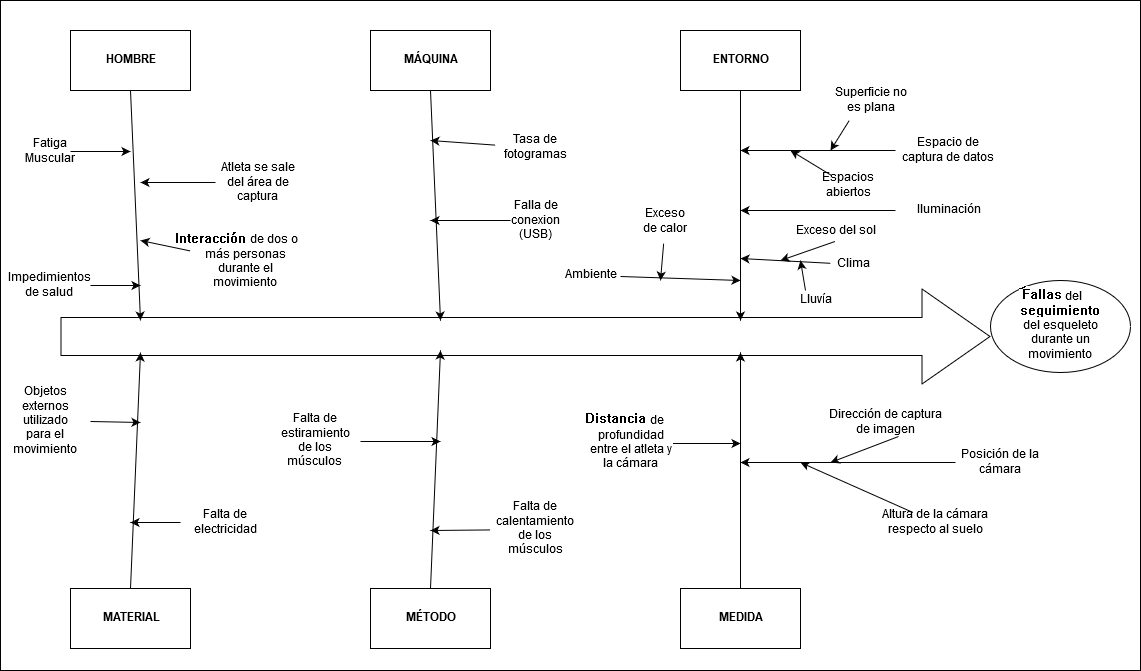 HOMBRE
MÁQUINA
ENTORNO
Fatiga
Muscular
Atleta se sale
del área de
captura
Interacción de dos o
más personas
durante el
movimiento
Impedimientos
de salud
Tasa de
fotogramas
Falla de
conexion
(USB)
Superficie no
es plana
Espacio de
captura de datos
Espacios
abiertos
Iluminación
Exceso
de calor
Ambiente
Exceso del sol
Clima
Lluvía
Fallas del
seguimiento
del esqueleto
durante un
movimiento
Objetos
externos
utilizado
para el
movimiento
Falta de
electricidad
Falta de
estiramiento
de los
músculos
Falta de
calentamiento
de los
músculos
Distancia de
profundidad
entre el atleta y
la cámara
Dirección de captura
de imagen
Posición de la
cámara
Altura de la cámara
respecto al suelo
MATERIAL
MÉTODO
MEDIDA